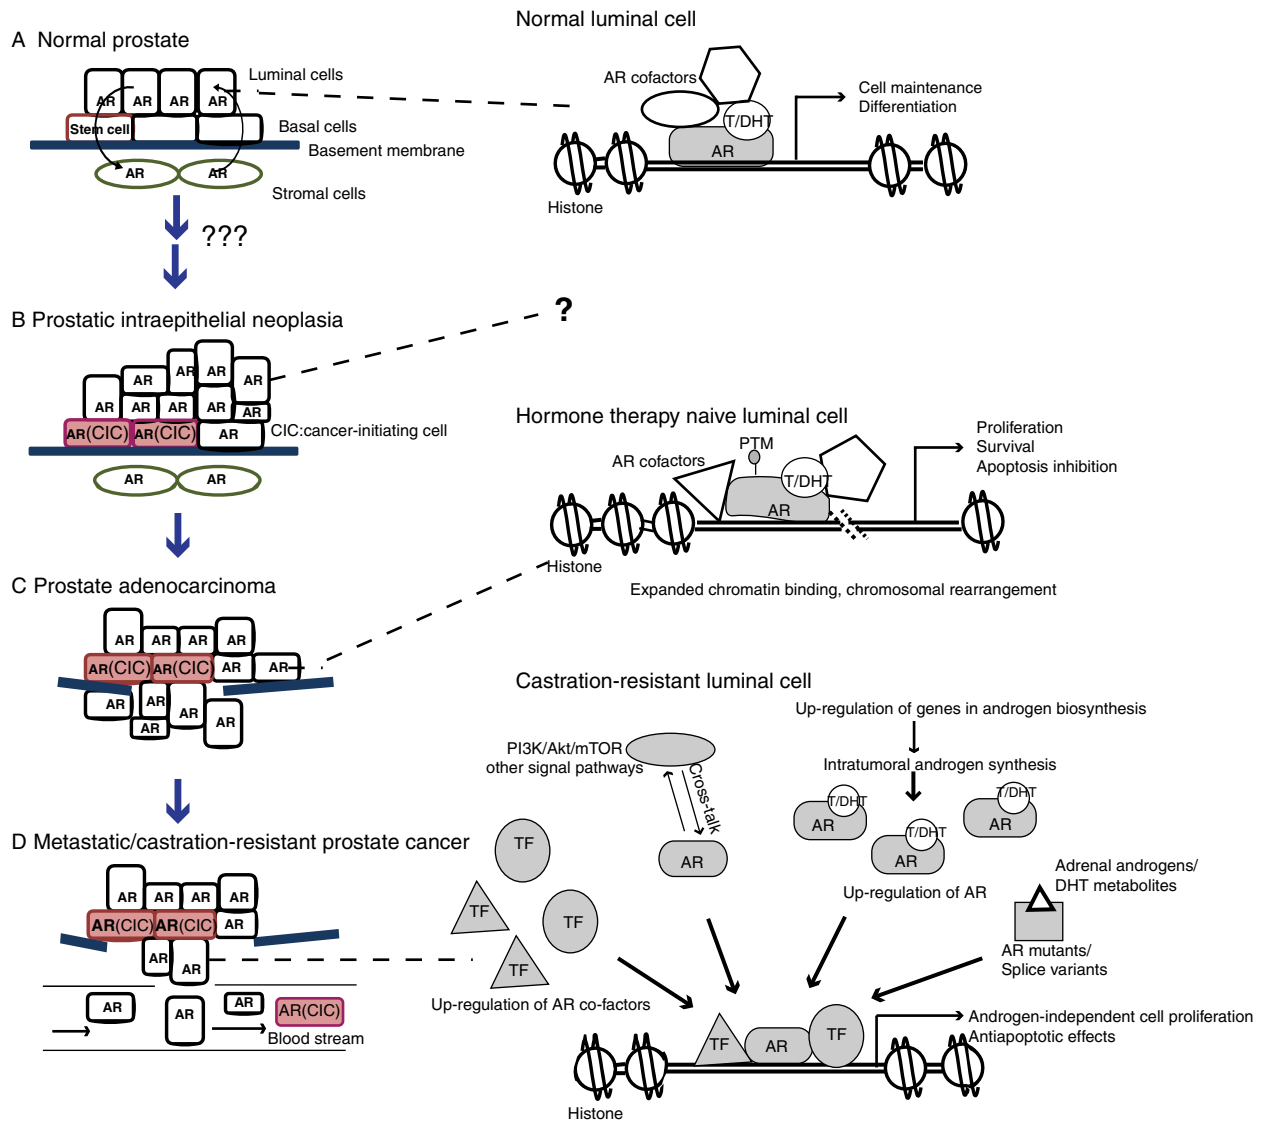 Normal luminal cell
A Normal prostate
Luminal cells
AR AR AR AR
Stem cell
Basal cells
Basement membrane
AR AR
Stromal cells
???
AR cofactors
T/DHT
AR
Cell maintenance
Differentiation
Histone
B Prostatic intraepithelial neoplasia
?
AR AR AR AR
AR AR AR AR AR
AR(CIC) AR(CIC) AR
CIC:cancer-initiating cell
AR AR
Hormone therapy naive luminal cell
PTM
AR cofactors
T/DHT
AR
Proliferation
Survival
Apoptosis inhibition
Histone
Expanded chromatin binding, chromosomal rearrangement
C Prostate adenocarcinoma
AR AR AR AR
AR(CIC) AR(CIC) AR AR
AR AR AR AR
AR
Castration-resistant luminal cell
Up-regulation of genes in androgen biosynthesis
PI3K/Akt/mTOR
other signal pathways
Cross-talk
AR
Intratumoral androgen synthesis
T/DHT T/DHT
AR AR
T/DHT
AR
Up-regulation of AR
Adrenal androgens/
DHT metabolites
AR mutants/
Splice variants
D Metastatic/castration-resistant prostate cancer
AR AR AR AR
AR(CIC) AR(CIC AR
AR AR
AR AR AR AR(CIC)
Blood stream
TF
TF TF
TF
Up-regulation of AR co-factors
TF AR TF
Androgen-independent cell proliferation
Antiapoptotic effects
Histone